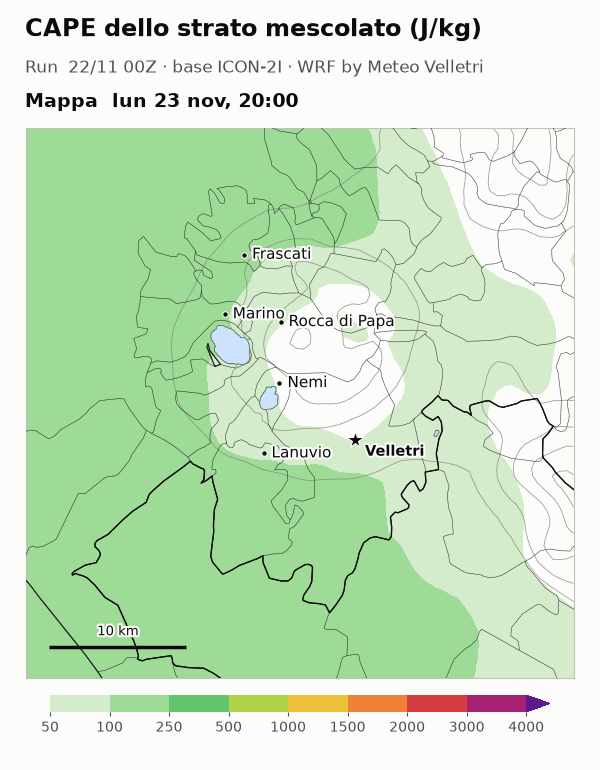 CAPE dello strato mescolato (J/kg)
Run  22/11 00Z · base ICON-2I · WRF by Meteo Velletri
Mappa  lun 23 nov, 20:00
Frascati
Marino
Rocca di Papa
Nemi
Velletri
Lanuvio
10 km
50 100 250 500 1000 1500 2000 3000 4000